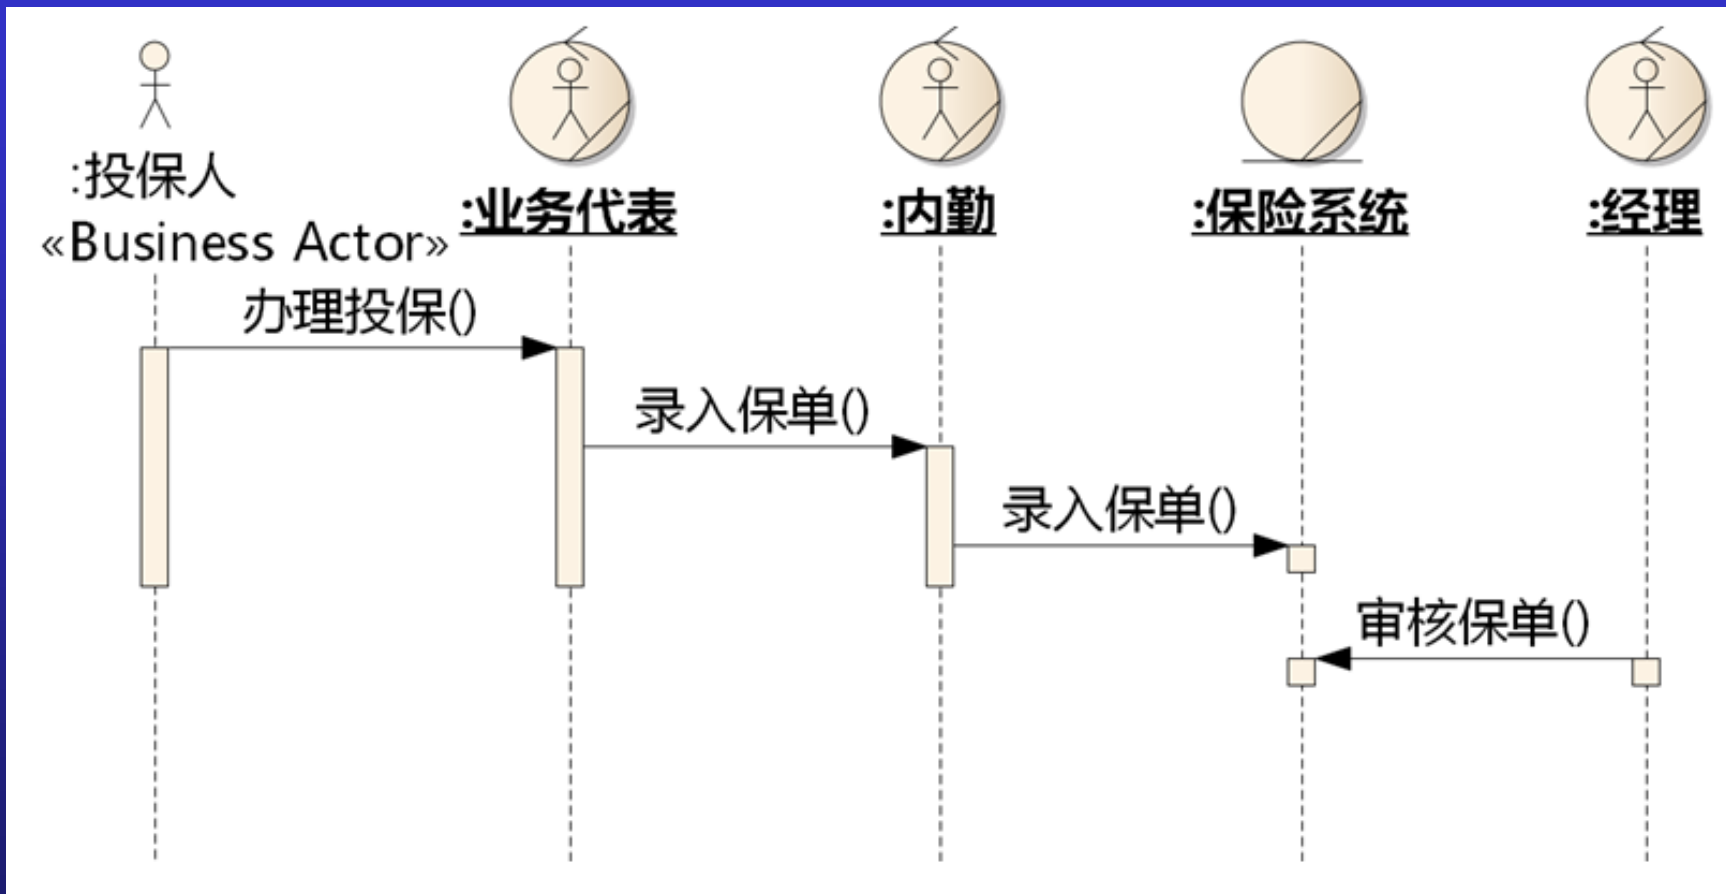 :投保人
«Business Actor»
:业务代表
:内勤
:保险系统
:经理
办理投保()
录入保单()
录入保单()
审核保单()